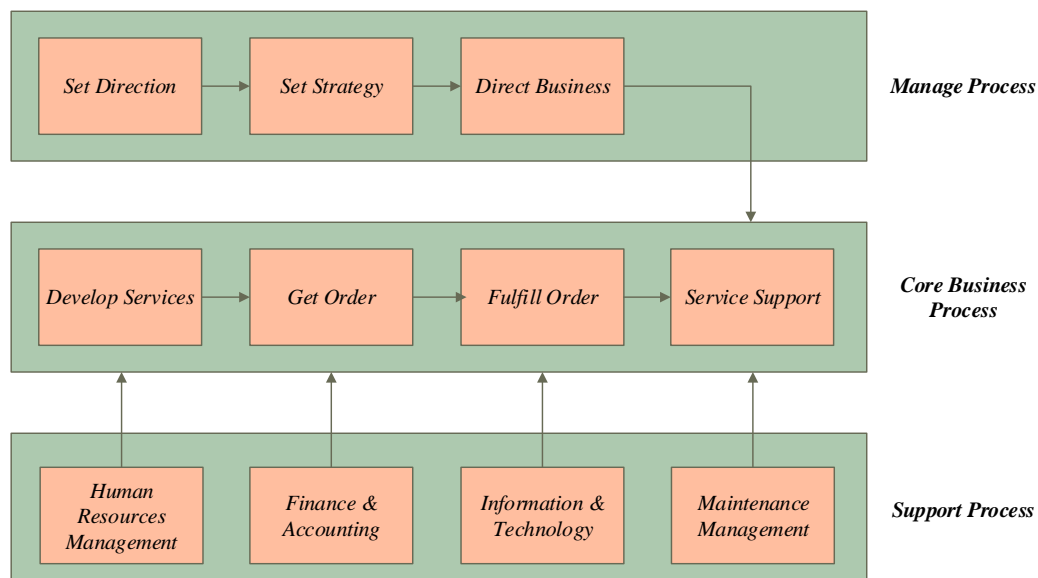 Set Direction
Set Strategy
Direct Business
Manage Process
Develop Services
Get Order
Fulfill Order
Service Support
Core Business
Process
Human
Resources
Management
Finance &
Accounting
Information &
Technology
Maintenance
Management
Support Process